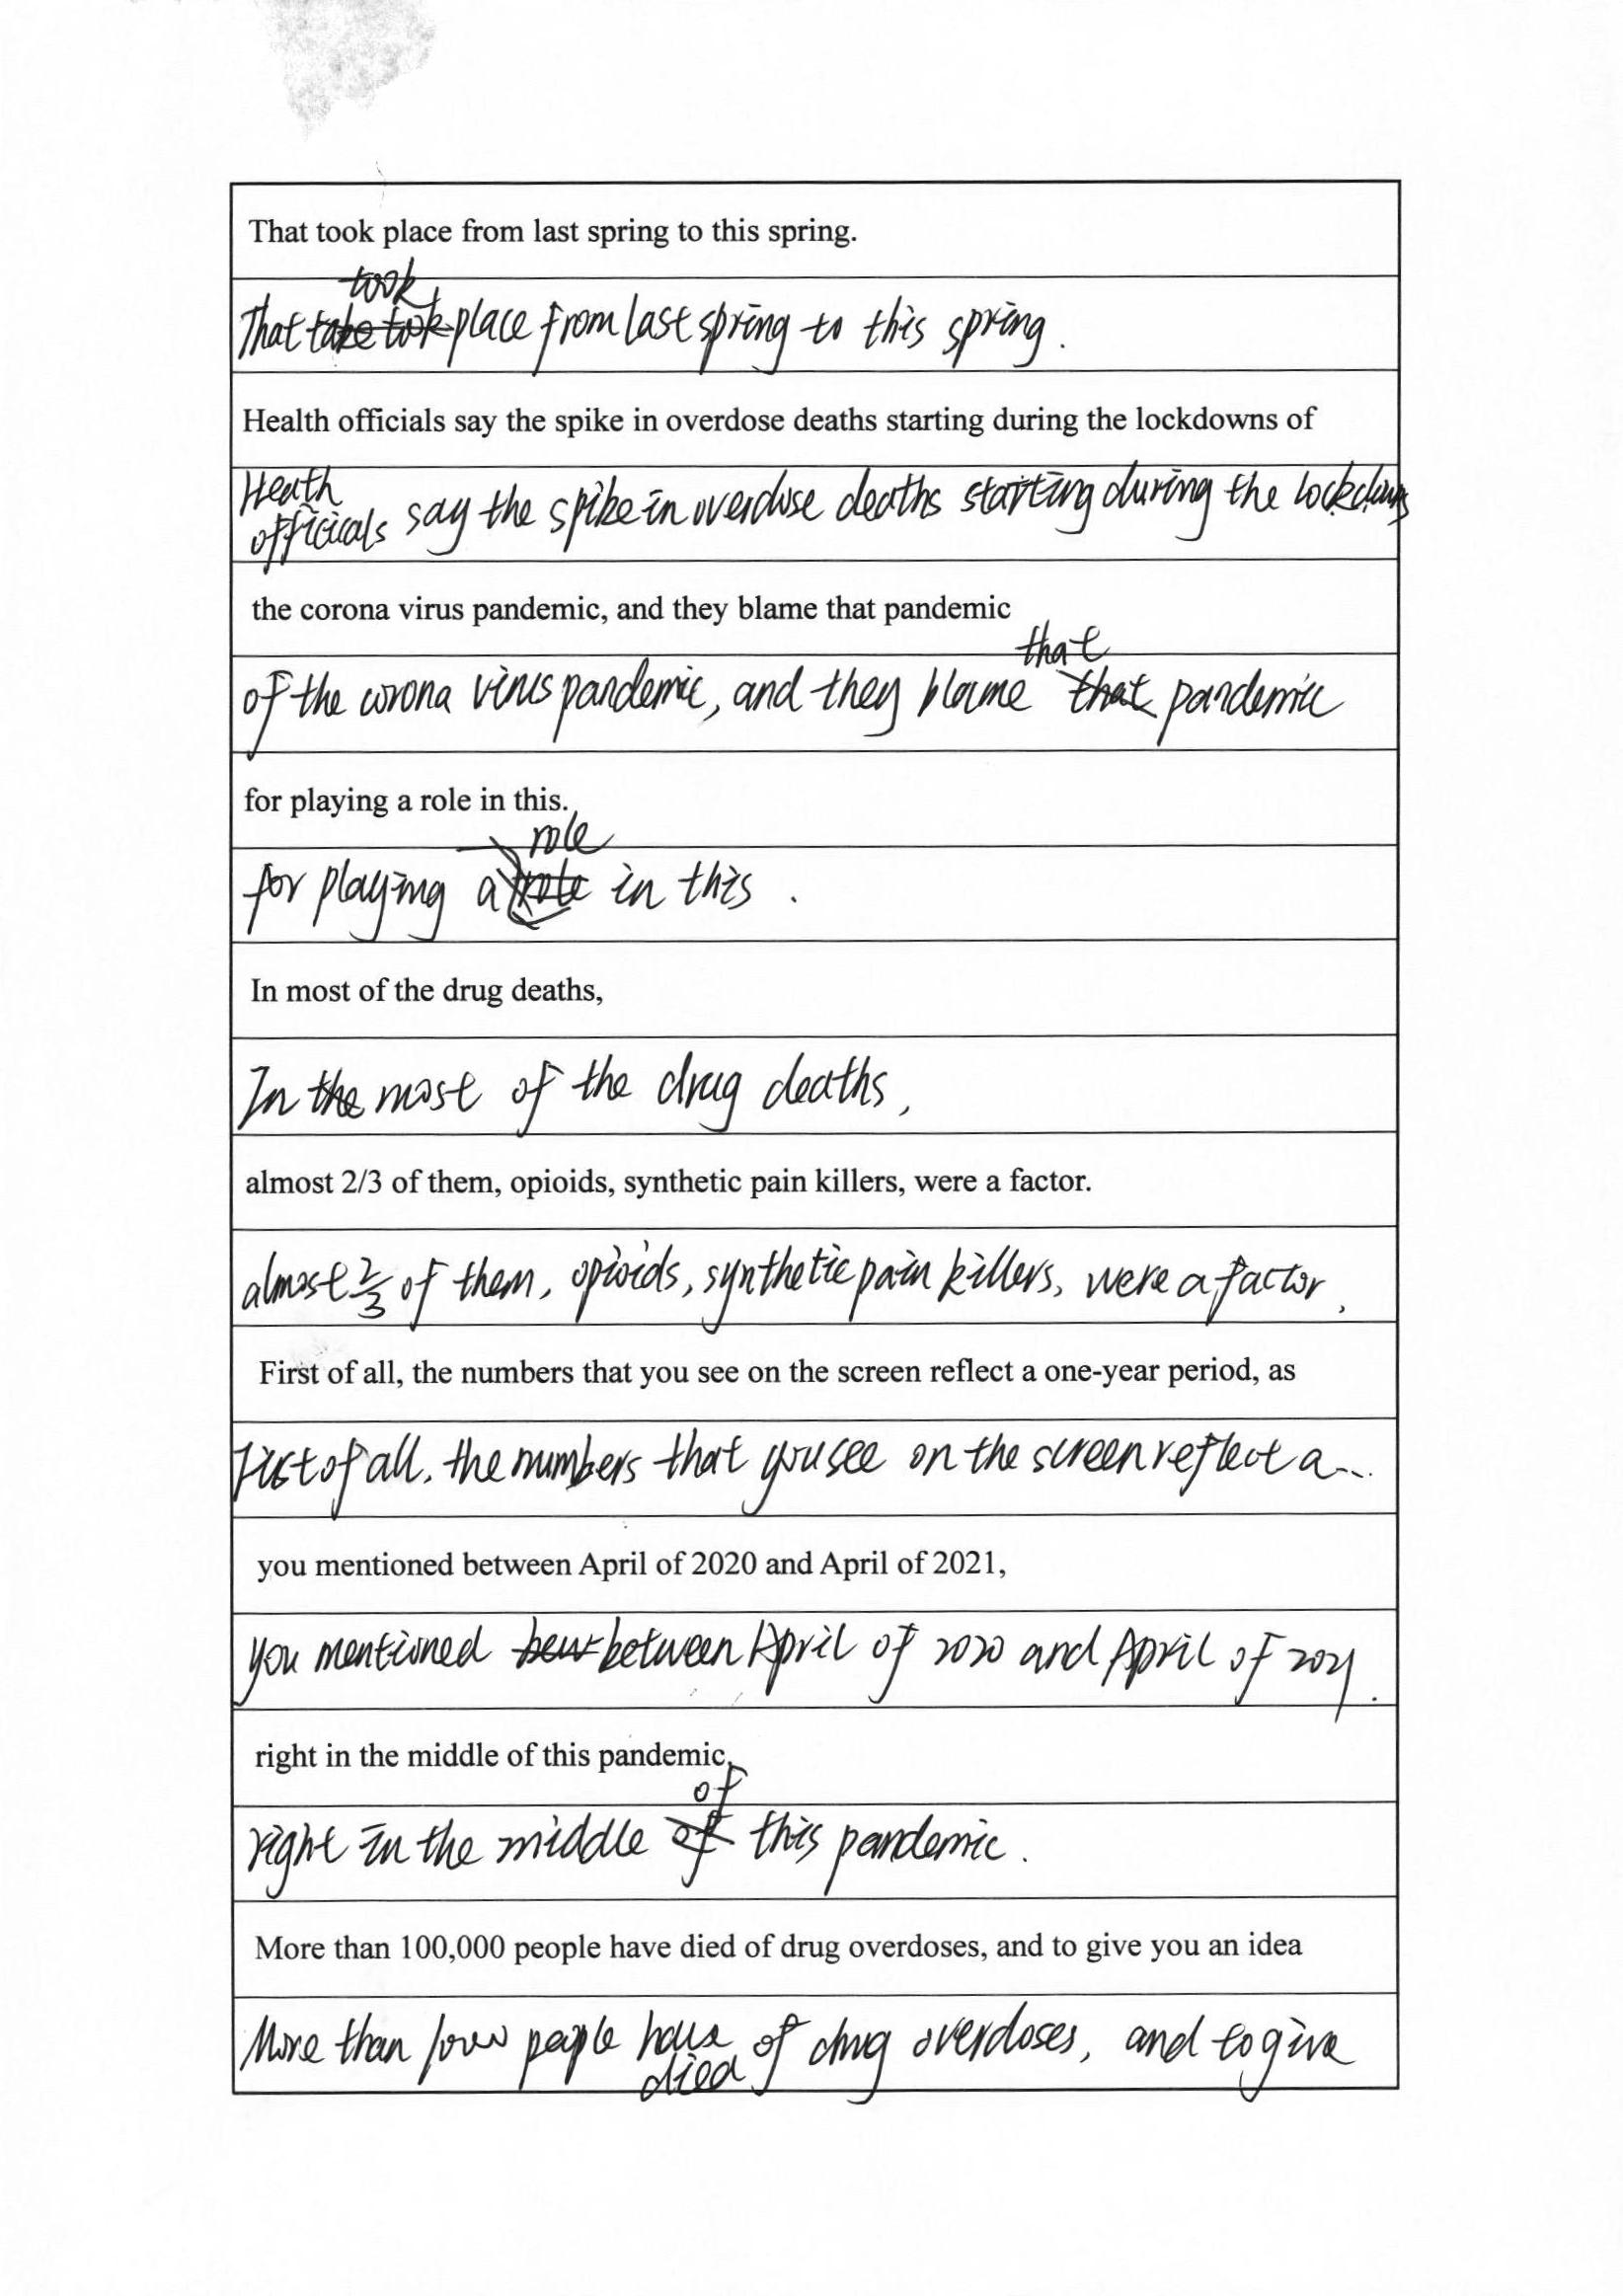 That took place from last spring to this spring.
took
That take took place from last spring to this spring.
Health officials say the spike in overdose deaths starting during the lockdowns of
Heath
officials say the spike in overdose deaths starting during the lockdowns
the corona virus pandemic, and they blame that pandemic
that
of the corona virus pandemic, and they blame that pandemic
for playing a role in this.
role
for playing a role in this.
In most of the drug deaths,
In the most of the drug deaths,
almost 2/3 of them, opioids, synthetic pain killers, were a factor.
almost 2/3 of them, opioids, synthetic pain killers, were a factor.
First of all, the numbers that you see on the screen reflect a one-year period, as
of all, the numbers that you see on the screen reflect a...
you mentioned between April of 2020 and April of 2021,
you mentioned between April of 2020 and April of 2021.
right in the middle of this pandemic,
of
right in the middle of this pandemic.
More than 100,000 people have died of drug overdoses, and to give you an idea
More than people have of drug overdoses, and to give
died